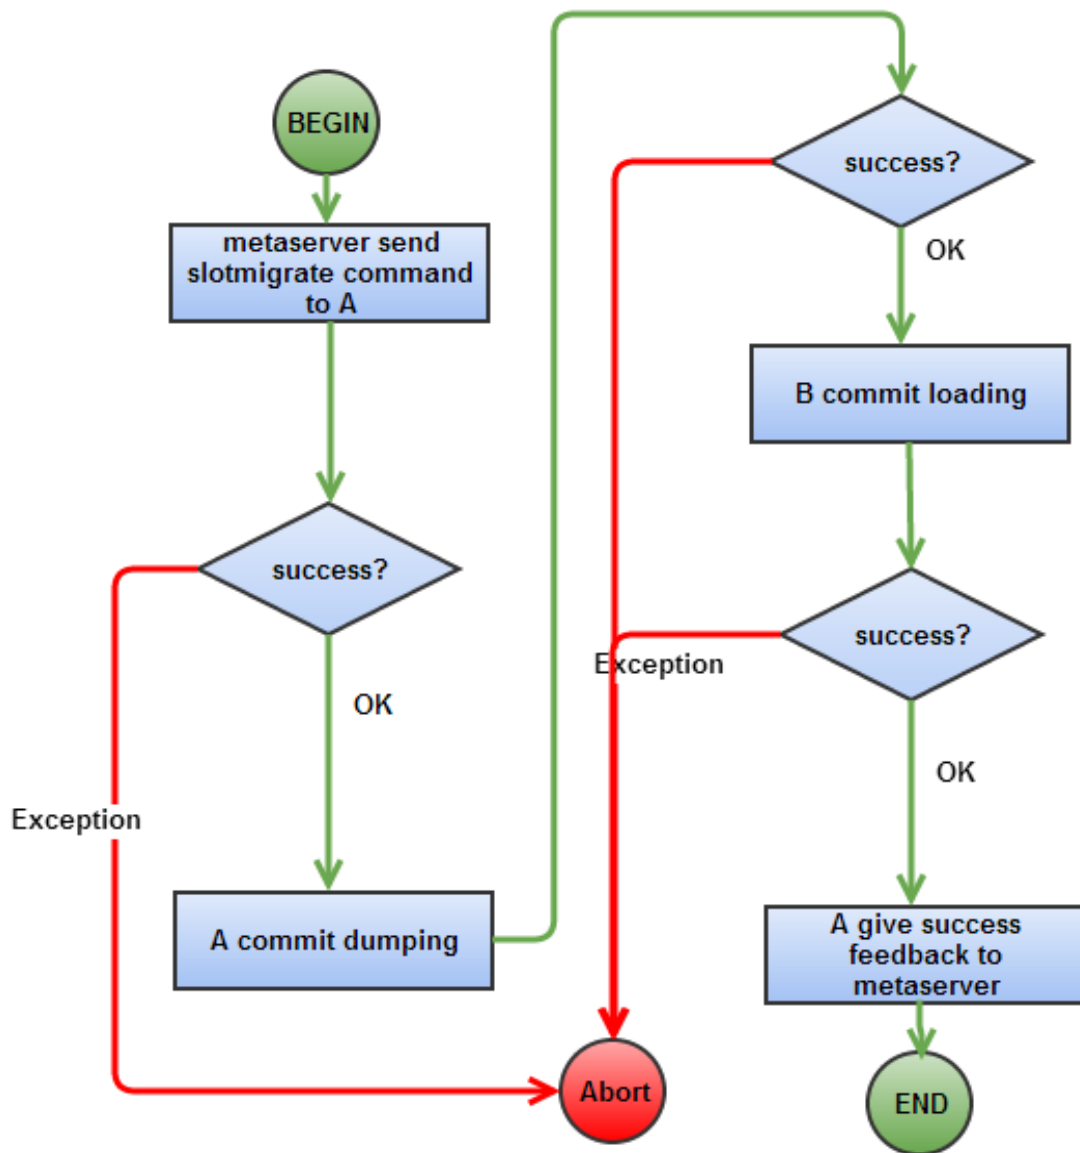 BEGIN
metaserver send
slotmigrate command
to A
success?
OK
Exception
A commit dumping
success?
OK
B commit loading
success?
Exception
OK
A give success
feedback to
metaserver
Abort
END